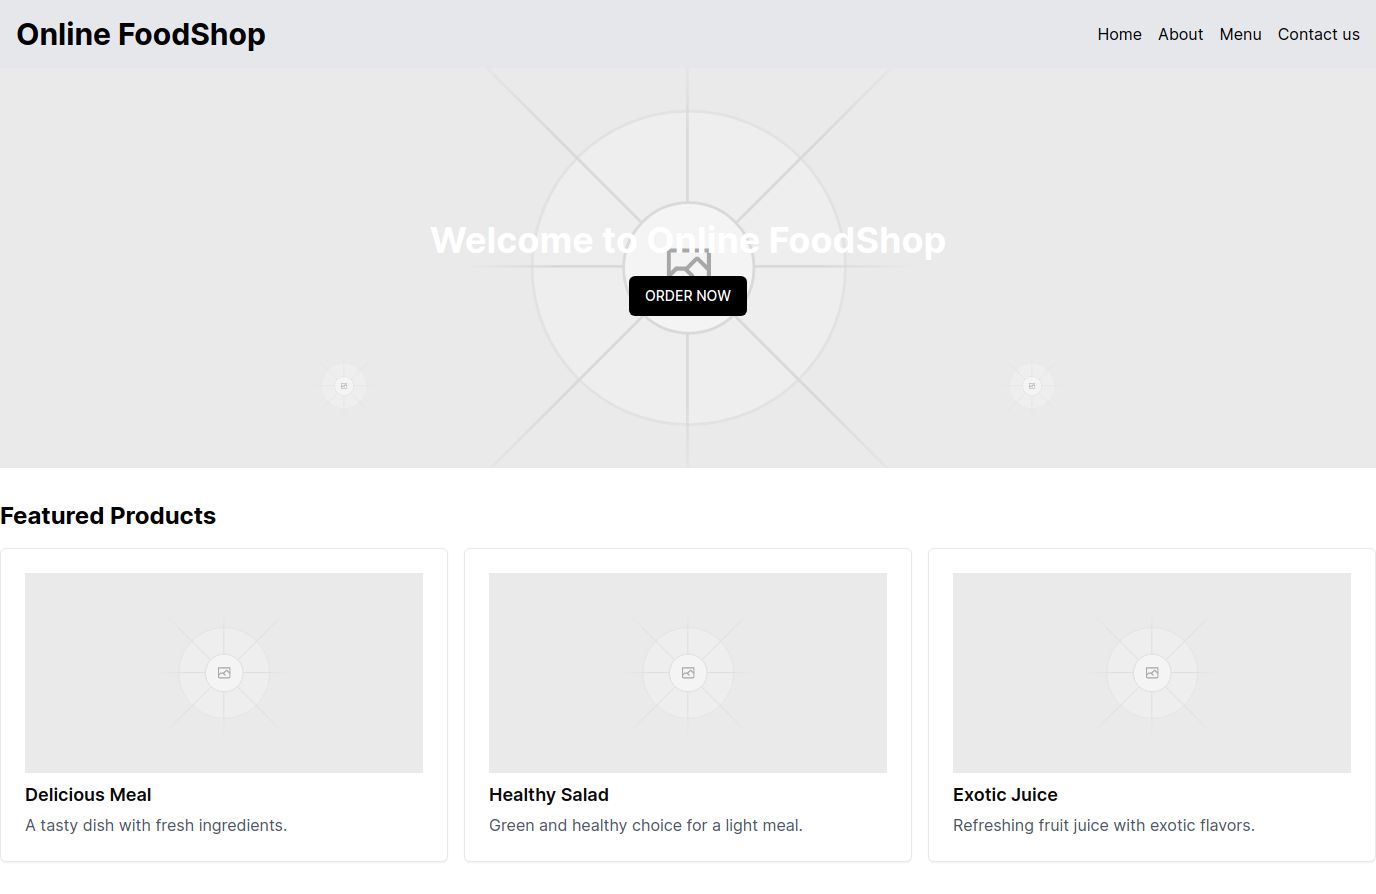 Online FoodShop
Home About Menu Contact us
Welcome to Online FoodShop
ORDER NOW
Featured Products
Delicious Meal
A tasty dish with fresh ingredients.
Healthy Salad
Green and healthy choice for a light meal.
Exotic Juice
Refreshing fruit juice with exotic flavors.